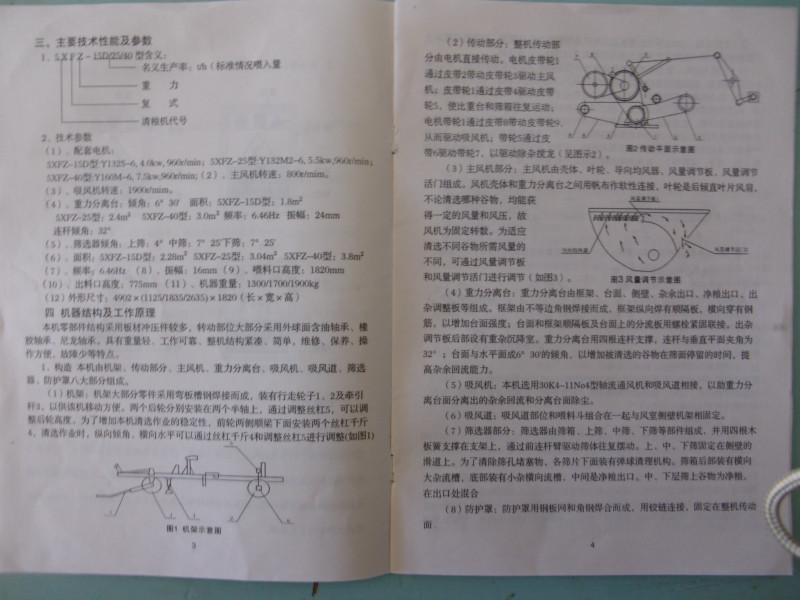 三、主要技术性能及参数
1．5XFZ－15D/25/40 型含义：
名义生产率：t/h（标准情况喂入量
重 力
复 式
清粮机代号
2、技术参数
（1）、配套电机：
5XFZ-15D型:Y132S-6, 4.0kw,960r/min；5XFZ-25型:Y132M2-6, 5.5kw,960r/min；
5XFZ-40型:Y160M-6, 7.5kw,960r/min；（2）、主风机转速：800r/mim。
（3）、吸风机转速：1900r/mim。
（4）、重力分离台：倾角：6° 30′ 面积：5XFZ-15D型：1.8m²
5XFZ-25型：2.4m² 5XFZ-40型：3.0m² 频率：6.46Hz 振幅：24mm
连杆倾角：32°
（5）、筛选器倾角：上筛：4° 中筛：7° 25′下筛：7° 25′
（6）、面积：5XFZ-15D型：2.28m² 5XFZ-25型：3.04m² 5XFZ-40型：3.8m²
（7）、频率：6.46Hz （8）、振幅：16mm（9）、喂料口高度：1820mm
（10）、出料口高度：775mm（11）、机器重量：1300/1700/1900kg
（12）外形尺寸：4902×(1125/1835/2635)×1820（长×宽×高）
四 机器结构及工作原理
本机零部件结构采用板材冲压件较多，转动部位大部分采用外球面含油轴承、橡
胶轴承、尼龙轴承。具有重量轻、工作可靠、整机结构紧凑、简单，维修、保养、操
作方便，故障少等特点。
1、构造 本机由机架、传动部分、主风机、重力分离台、吸风机、吸风道、筛选
器、防护罩八大部分组成。
（1）机架：机架大部分零件采用弯板槽钢焊接而成，装有行走轮子1、2及牵引
杆3，以供该机移动方便。两个后轮分别安装在两个半轴上，通过调整丝杠5，可以调
整后轮高度，为了增加本机清选作业的稳定性，前轮两侧顺梁下面安装两个丝杠千斤
4，清选作业时，纵向倾角、横向水平可以通过丝杠千斤4和调整丝杠5进行调整(如图1)
图1 机架示意图
3
（2）传动部分：整机传动部
分由电机直接传动。电机皮带轮1
通过皮带2带动皮带轮3驱动主风
机；皮带轮1通过皮带4驱动皮带
轮5，使比重台和筛箱往复运动；
电机带轮1通过皮带8带动皮带轮9，
从而驱动吸风机；带轮5通过皮
带6驱动带轮7，以驱动除杂搅龙（见图示2）。
图2 传动平面示意图
（3）主风机部分：主风机由壳体、叶轮、导向均风器、风量调节板、风量调节
活门组成。风机壳体和重力分离台之间用帆布作软性连接，叶轮是后倾直叶片风扇，
不论清选哪种谷物，均能获
得一定的风量和风压，故
风机为固定转数。为适应
清选不同谷物所需风量的
不同，可通过风量调节板
和风量调节活门进行调节（如图3）。
图3 风量调节示意图
（4）重力分离台：重力分离台由框架、台面、侧壁、杂余出口、净粮出口、出
杂调整板等组成。框架由不等边角钢焊接而成，框架纵向焊有顺隔板，横向穿有钢
筋，以增加台面强度；台面和框架顺隔板及台面上的分流板用螺栓紧固联接。出杂
调节板后部设有重杂沉降室。重力分离台用四根连杆支撑，连杆与垂直平面夹角为
32° ；台面与水平面成6° 30′的倾角，以增加被清选的谷物在筛面停留的时间，提
高杂余回流能力。
（5）吸风机：本机选用30K4-11No4型轴流通风机和吸风道相接，以助重力分
离台面分离出的杂余回流和分离台面除尘。
（6）吸风道：吸风道部位和喂料斗组合在一起与风室侧壁机架相固定。
（7）筛选器部分：筛选器由筛箱、上筛、中筛、下筛等部件组成，并用四根木
板簧支撑在支架上，通过前连杆臂驱动筛体往复摆动。上、中、下筛固定在侧壁的
滑道上。为了清除筛孔堵塞物，各筛片下面装有弹球清理机构。筛箱后部装有横向
大杂流槽，底部装有小杂横向流槽，中间是净粮出口。中、下层筛上谷物为净粮，
在出口处混合
（8）防护罩：防护罩用钢板网和角钢焊合而成，用铰链连接，固定在整机传动
面
4